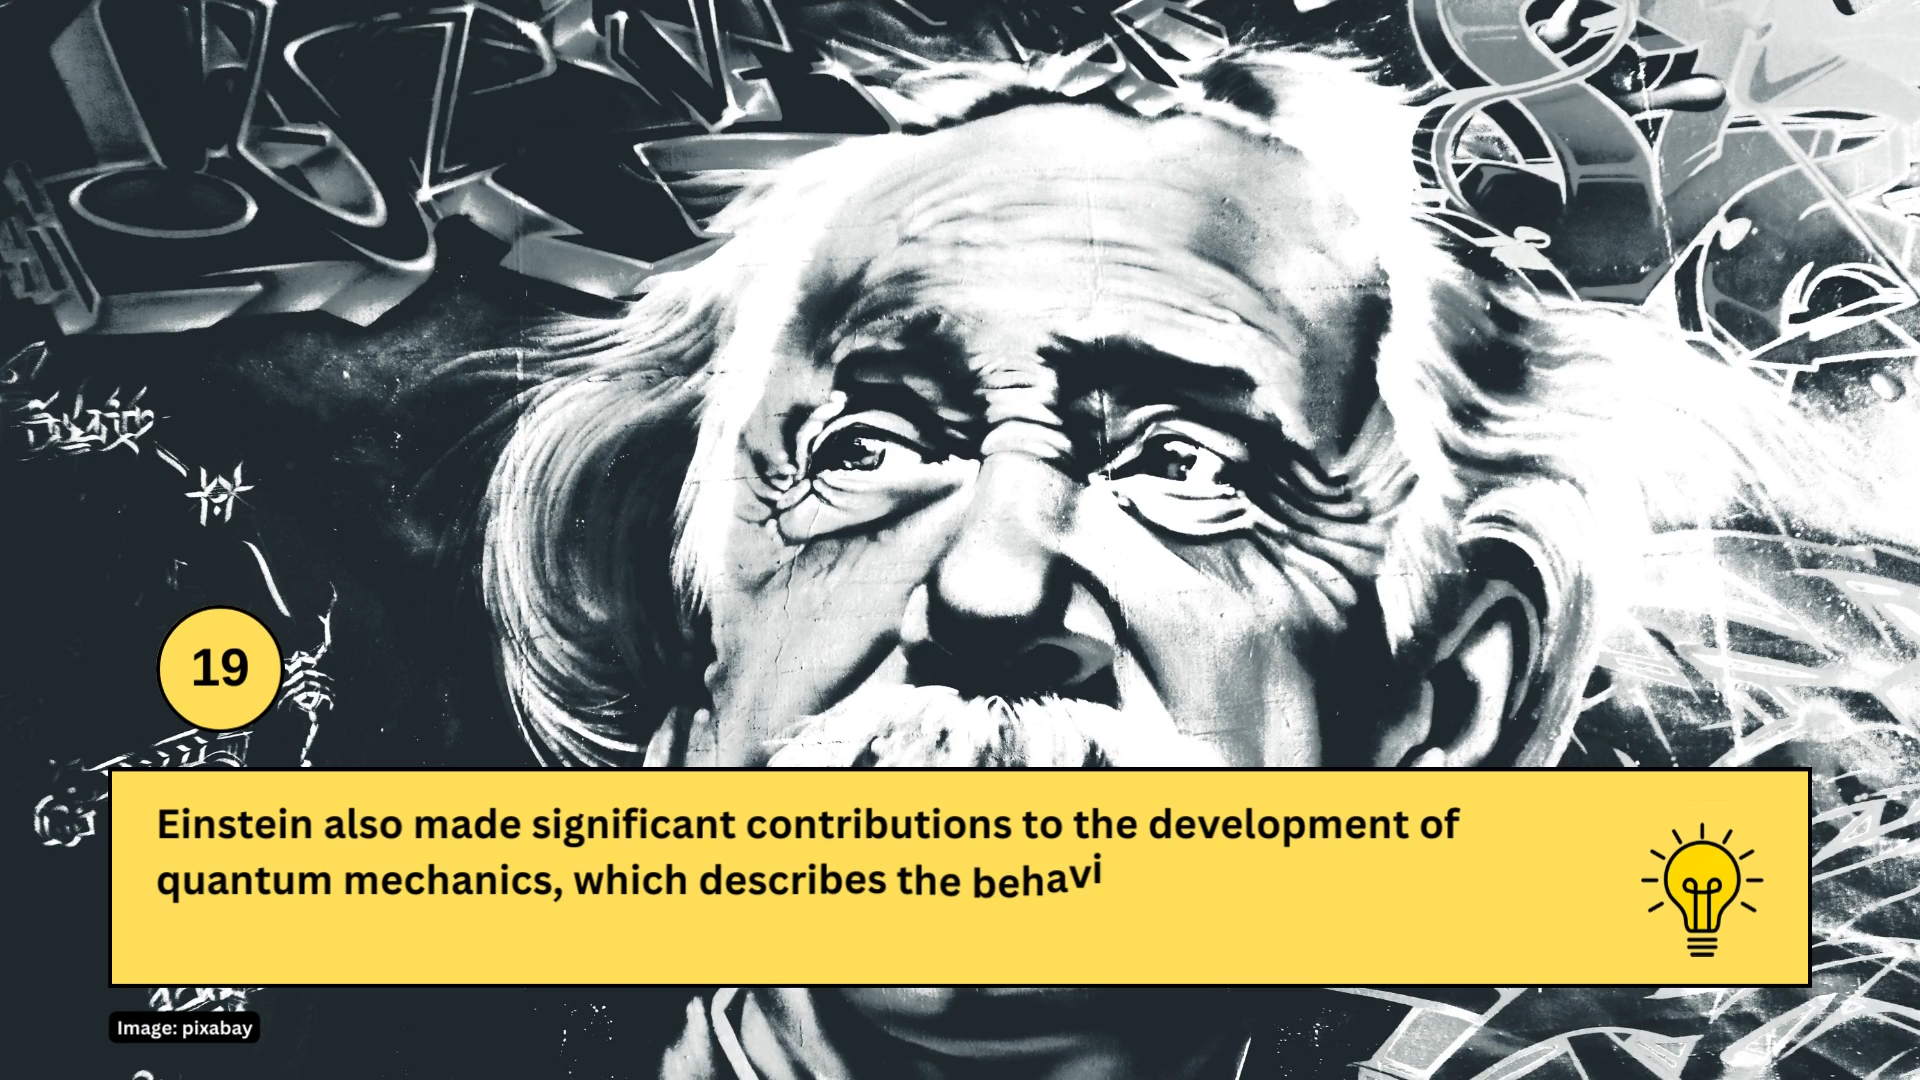 19
Einstein also made significant contributions to the development of
quantum mechanics, which describes the behavi
Image: pixabay